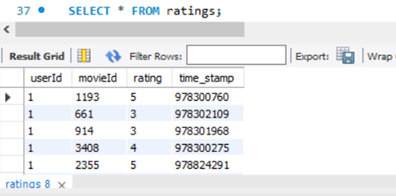 37 SELECT * FROM ratings;
Result Grid Filter Rows: Export: Wrap
userId movieId rating time_stamp
1 1193 5 978300760
1 661 3 978302109
1 914 3 978301968
1 3408 4 978300275
1 2355 5 978824291
ratings 8 x